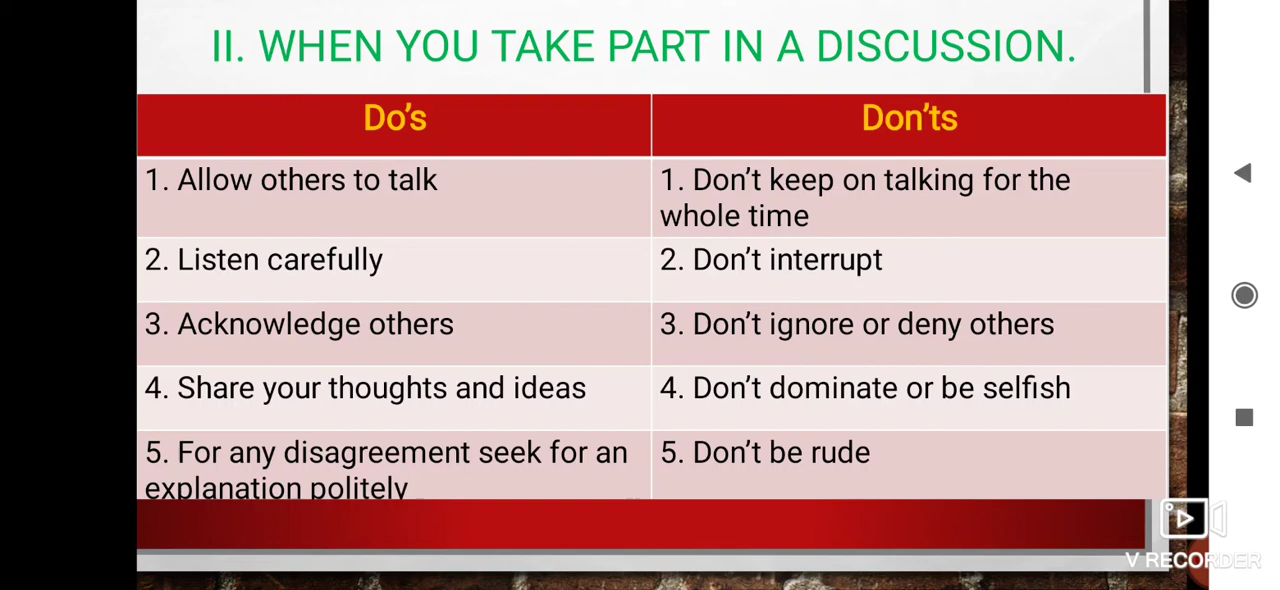 II. WHEN YOU TAKE PART IN A DISCUSSION.
Do's
Don'ts
1. Allow others to talk
1. Don't keep on talking for the
whole time
2. Listen carefully
2. Don't interrupt
3. Acknowledge others
3. Don't ignore or deny others
4. Share your thoughts and ideas
4. Don't dominate or be selfish
5. For any disagreement seek for an
explanation politely
5. Don't be rude
V RECORDER